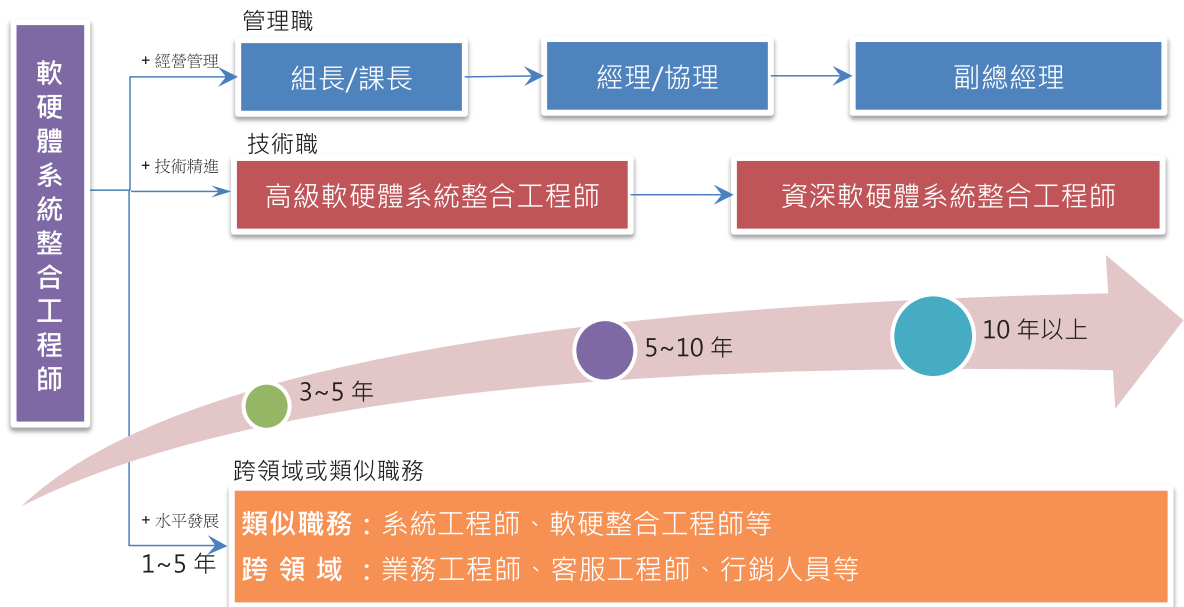 軟硬體系統整合工程師
管理職
+ 經營管理
組長/課長
經理/協理
副總經理
技術職
+ 技術精進
高級軟硬體系統整合工程師
資深軟硬體系統整合工程師
3~5 年
5~10 年
10 年以上
跨領域或類似職務
+ 水平發展
1~5 年
類似職務：系統工程師、軟硬整合工程師等
跨 領 域 ：業務工程師、客服工程師、行銷人員等